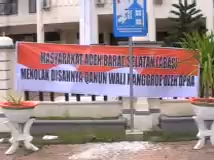 MASYARAKAT ACEH BARAT SELATAN (ABAS)
MENOLAK DISAHNYA QANUN WALI NANGGROE OLEH DPRA